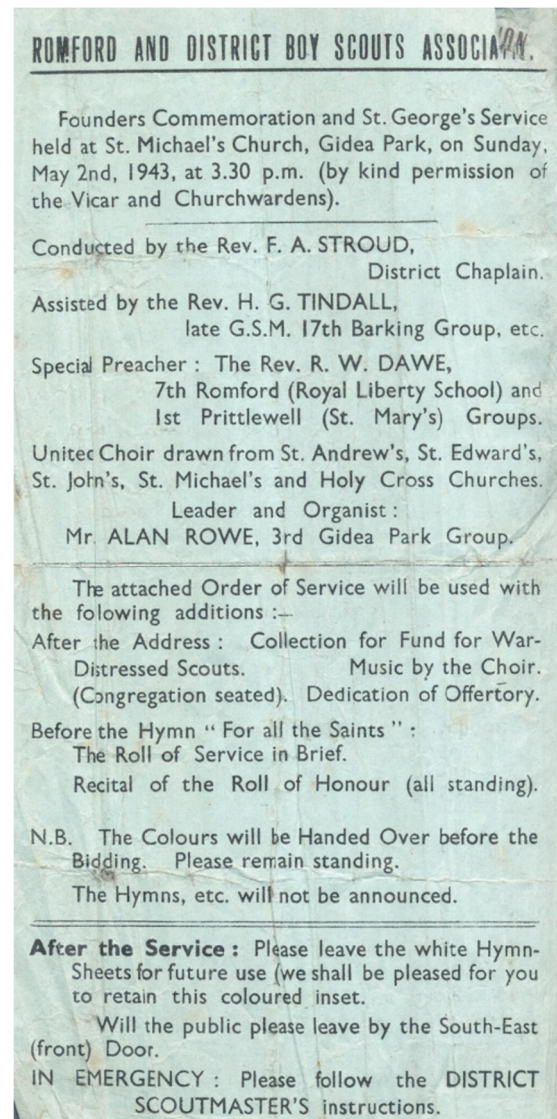 ROMFORD AND DISTRICT BOY SCOUTS ASSOCIATN.
Founders Commemoration and St. George's Service
held at St. Michael's Church, Gidea Park, on Sunday,
May 2nd, 1943, at 3.30 p.m. (by kind permission of
the Vicar and Churchwardens).
Conducted by the Rev. F. A. STROUD,
District Chaplain.
Assisted by the Rev. H. G. TINDALL,
late G.S.M. 17th Barking Group, etc.
Special Preacher : The Rev. R. W. DAWE,
7th Romford (Royal Liberty School) and
1st Prittlewell (St. Mary's) Groups.
United Choir drawn from St. Andrew's, St. Edward's,
St. John's, St. Michael's and Holy Cross Churches.
Leader and Organist :
Mr. ALAN ROWE, 3rd Gidea Park Group.
The attached Order of Service will be used with
the folowing additions :—
After the Address : Collection for Fund for War-
Distressed Scouts. Music by the Choir.
(Congregation seated). Dedication of Offertory.
Before the Hymn " For all the Saints " :
The Roll of Service in Brief.
Recital of the Roll of Honour (all standing).
N.B. The Colours will be Handed Over before the
Bidding. Please remain standing.
The Hymns, etc. will not be announced.
After the Service : Please leave the white Hymn-
Sheets for future use (we shall be pleased for you
to retain this coloured inset.
Will the public please leave by the South-East
(front) Door.
IN EMERGENCY : Please follow the DISTRICT
SCOUTMASTER'S instructions.